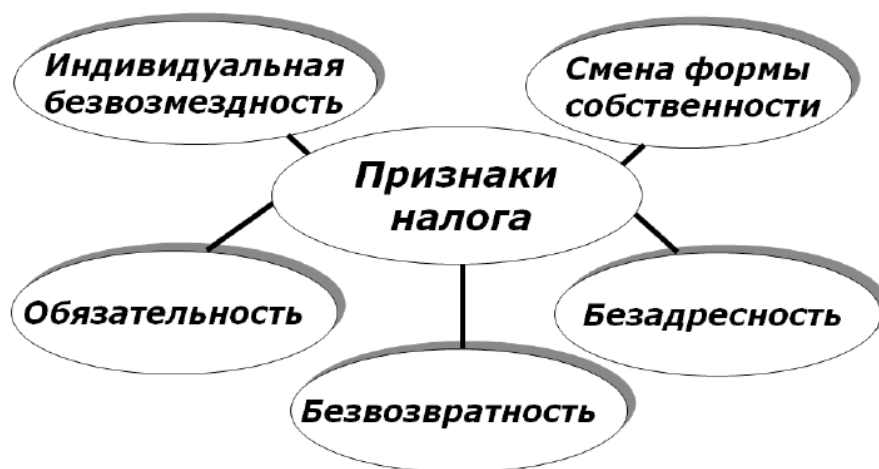 Индивидуальная
безвозмездность
Смена формы
собственности
Признаки
налога
Обязательность
Безадресность
Безвозвратность